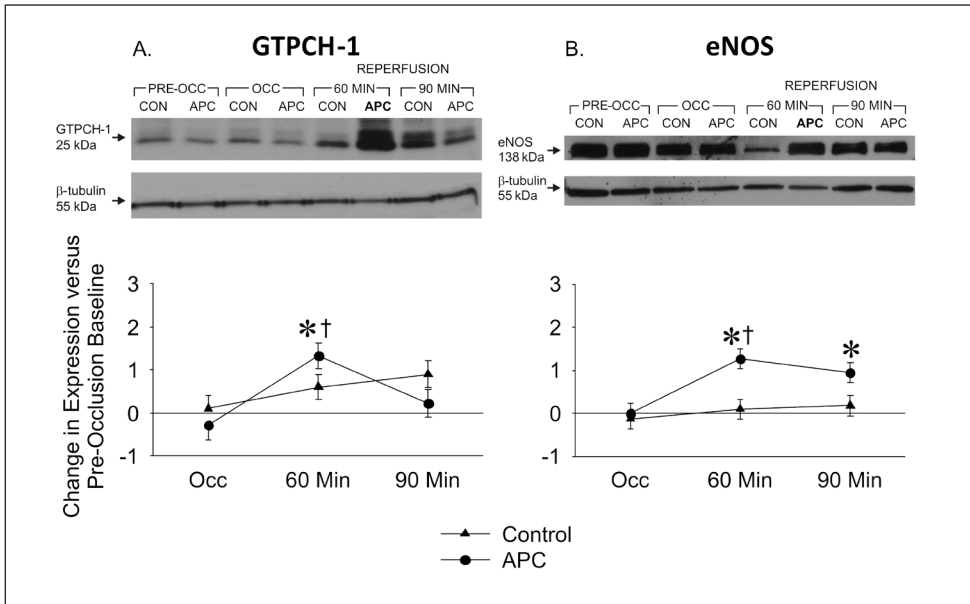 A. GTPCH-1
REPERFUSION
PRE-OCC OCC 60 MIN 90 MIN
CON APC CON APC CON APC CON APC
GTPCH-1
25 kDa
β-tubulin
55 kDa
B. eNOS
REPERFUSION
PRE-OCC OCC 60 MIN 90 MIN
CON APC CON APC CON APC CON APC
eNOS
138 kDa
β-tubulin
55 kDa
Change in Expression versus
Pre-Occlusion Baseline
3
2
1
0
-1
*†
Occ 60 Min 90 Min
3
2
1
0
-1
*†
*
Occ 60 Min 90 Min
Control
APC